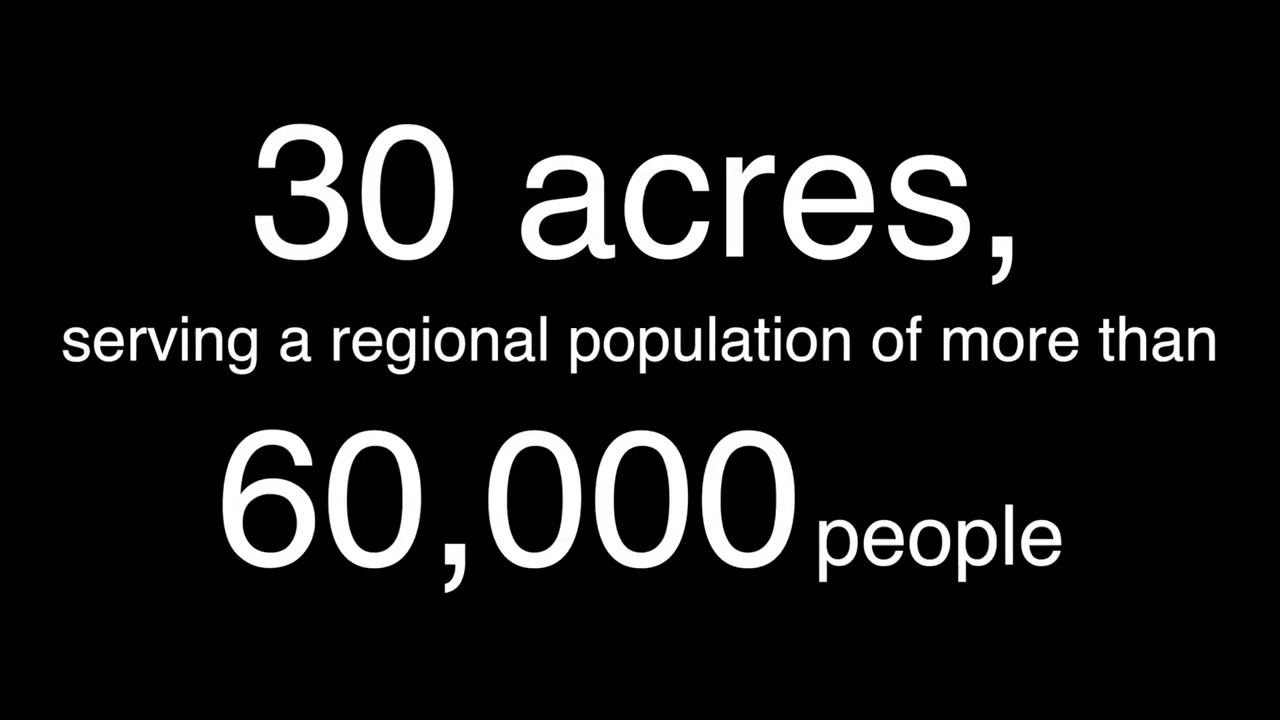 30 acres,
serving a regional population of more than
60,000 people